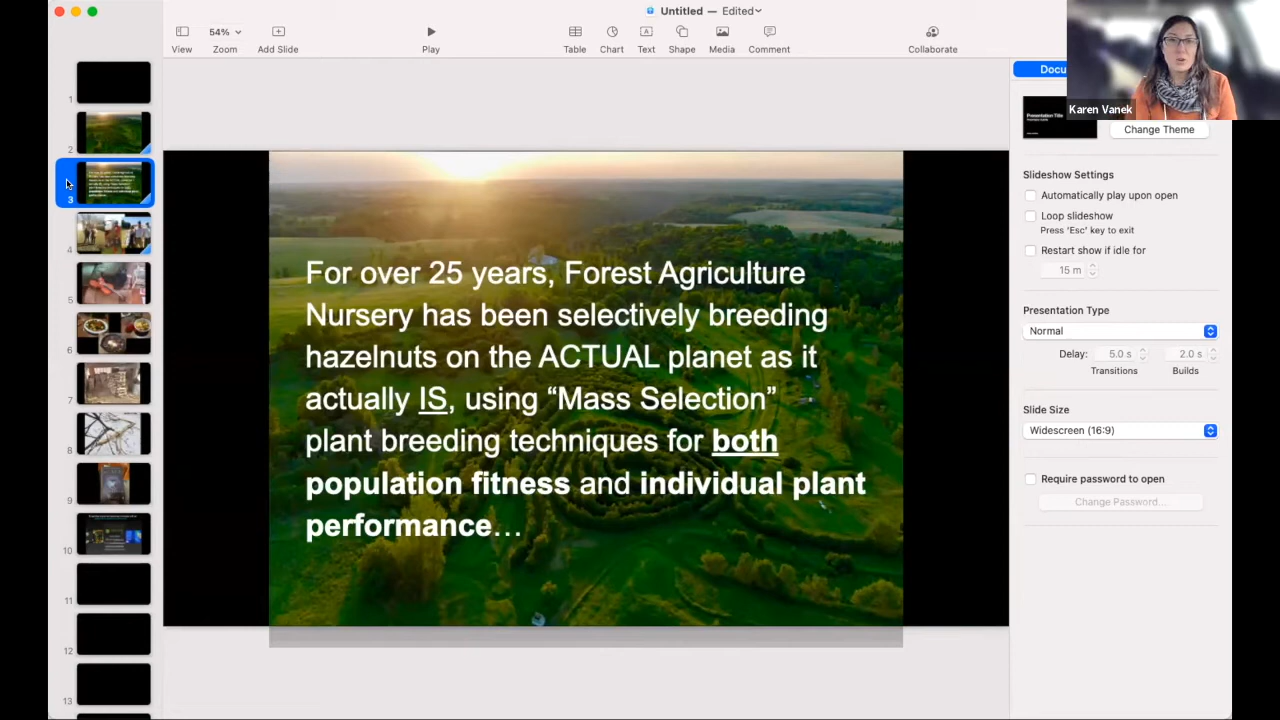 Untitled — Edited
54%
View
Zoom
Add Slide
Play
Table
Chart
Text
Shape
Media
Comment
Collaborate
Karen Vanek
1
2
3
4
5
6
7
8
9
10
11
12
13
For over 25 years, Forest Agriculture
Nursery has been selectively breeding
hazelnuts on the ACTUAL planet as it
actually IS, using “Mass Selection”
plant breeding techniques for both
population fitness and individual plant
performance…
Docu
Presentation Title
Change Theme
Slideshow Settings
Automatically play upon open
Loop slideshow
Press 'Esc' key to exit
Restart show if idle for
15 m
Presentation Type
Normal
Delay: 5.0 s 2.0 s
Transitions Builds
Slide Size
Widescreen (16:9)
Require password to open
Change Password...